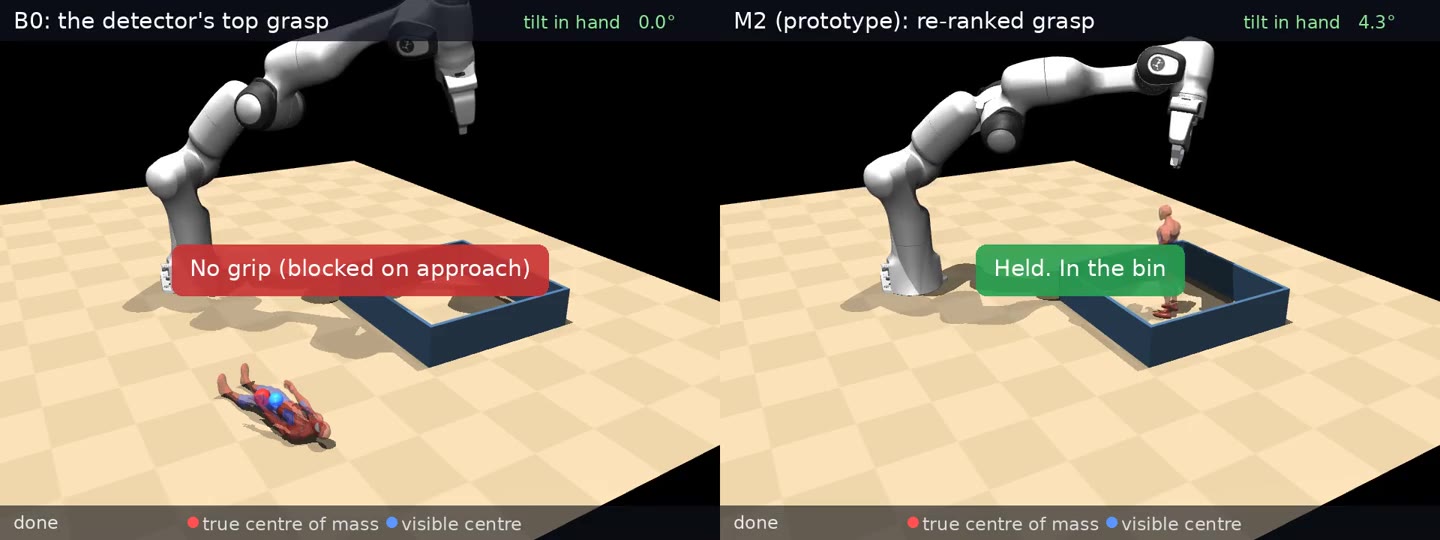 B0: the detector's top grasp
tilt in hand 0.0°
No grip (blocked on approach)
done
true centre of mass
visible centre
M2 (prototype): re-ranked grasp
tilt in hand 4.3°
Held. In the bin
done
true centre of mass
visible centre